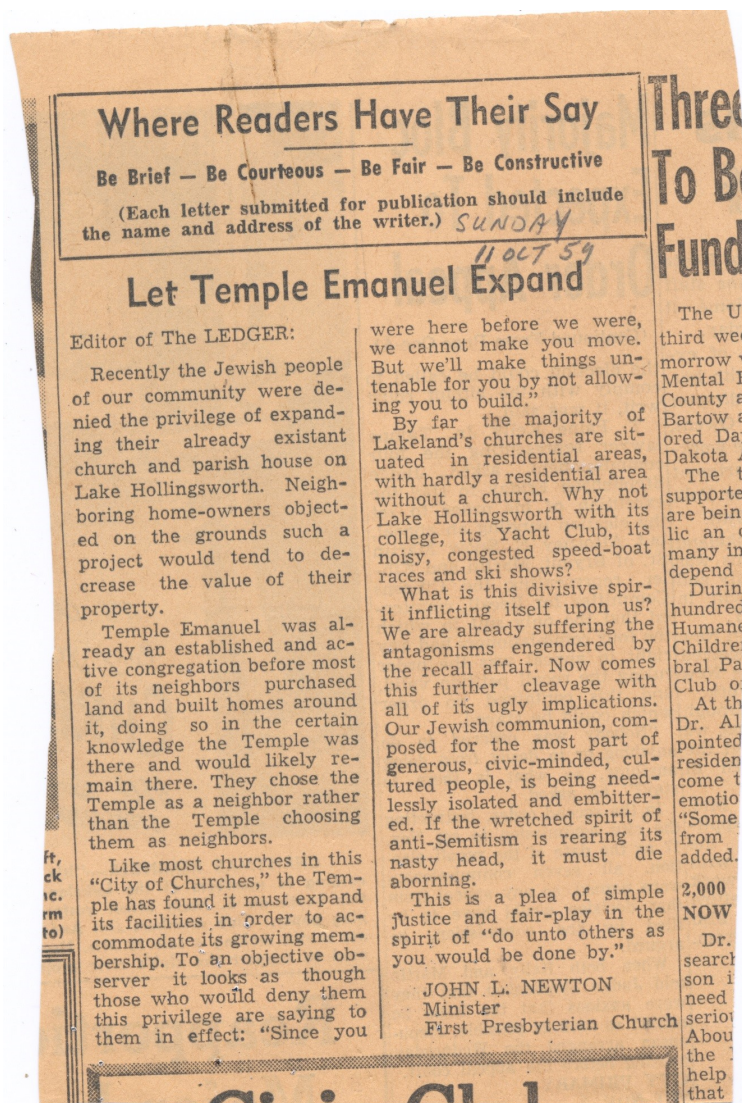 Where Readers Have Their Say
Be Brief — Be Courteous — Be Fair — Be Constructive
(Each letter submitted for publication should include
the name and address of the writer.) SUNDAY
11 OCT 59
Let Temple Emanuel Expand
Editor of The LEDGER:
Recently the Jewish people
of our community were de-
nied the privilege of expand-
ing their already existant
church and parish house on
Lake Hollingsworth. Neigh-
boring home-owners object-
ed on the grounds such a
project would tend to de-
crease the value of their
property.
Temple Emanuel was al-
ready an established and ac-
tive congregation before most
of its neighbors purchased
land and built homes around
it, doing so in the certain
knowledge the Temple was
there and would likely re-
main there. They chose the
Temple as a neighbor rather
than the Temple choosing
them as neighbors.
Like most churches in this
“City of Churches,” the Tem-
ple has found it must expand
its facilities in order to ac-
commodate its growing mem-
bership. To an objective ob-
server it looks as though
those who would deny them
this privilege are saying to
them in effect: “Since you
were here before we were,
we cannot make you move.
But we’ll make things un-
tenable for you by not allow-
ing you to build.”
By far the majority of
Lakeland’s churches are sit-
uated in residential areas,
with hardly a residential area
without a church. Why not
Lake Hollingsworth with its
college, its Yacht Club, its
noisy, congested speed-boat
races and ski shows?
What is this divisive spir-
it inflicting itself upon us?
We are already suffering the
antagonisms engendered by
the recall affair. Now comes
this further cleavage with
all of its ugly implications.
Our Jewish communion, com-
posed for the most part of
generous, civic-minded, cul-
tured people, is being need-
lessly isolated and embitter-
ed. If the wretched spirit of
anti-Semitism is rearing its
nasty head, it must die
aborning.
This is a plea of simple
justice and fair-play in the
spirit of “do unto others as
you would be done by.”
JOHN L. NEWTON
Minister
First Presbyterian Church
Three
To B
Fund
The U
third we
morrow
Mental
County a
Bartow a
ored Da
Dakota
The t
supporte
are bein
lic an
many in
depend
Durin
hundred
Humane
Childre
bral Pa
Club o
At th
Dr. Al
pointed
residen
come t
emotio
“Some
from
added.
2,000
NOW
Dr.
search
son i
need
seriou
Abou
the
help
that
ft,
ck
nc.
rm
to)